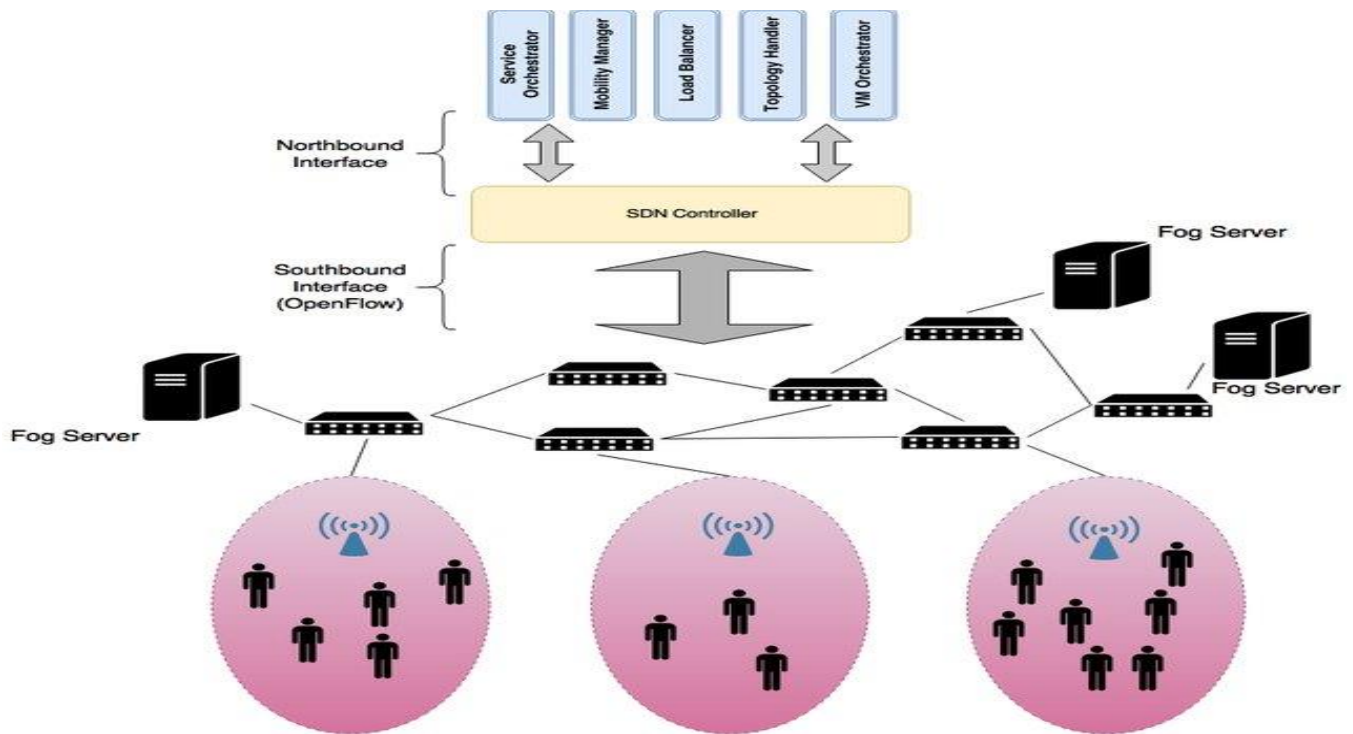 Service
Orchestrator
Mobility Manager
Load Balancer
Topology Handler
VM Orchestrator
Northbound
Interface
SDN Controller
Southbound
Interface
(OpenFlow)
Fog Server
Fog Server
Fog Server